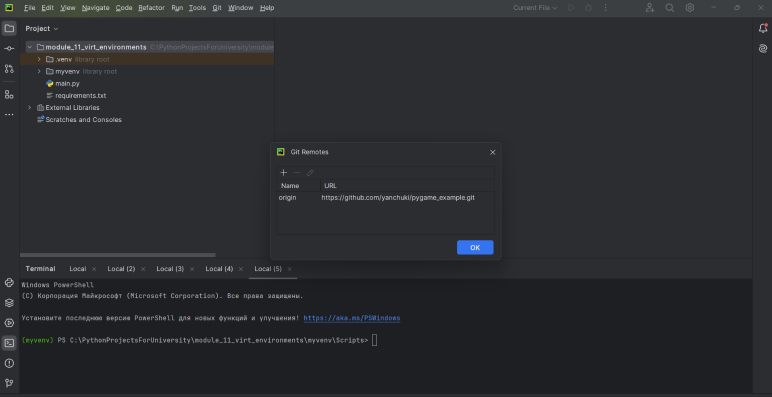 File Edit View Navigate Code Refactor Run Tools Git Window Help
Current File
Project
module_11_virt_environments C:\PythonProjectsForUniversity\module
.venv library root
myvenv library root
main.py
requirements.txt
External Libraries
Scratches and Consoles
Git Remotes
Name URL
origin https://github.com/yanchuki/pygame_example.git
OK
Terminal Local Local (2) Local (3) Local (4) Local (5)
Windows PowerShell
(C) Корпорация Майкрософт (Microsoft Corporation). Все права защищены.
Установите последнюю версию PowerShell для новых функций и улучшения! https://aka.ms/PSWindows
(myvenv) PS C:\PythonProjectsForUniversity\module_11_virt_environments\myvenv\Scripts>